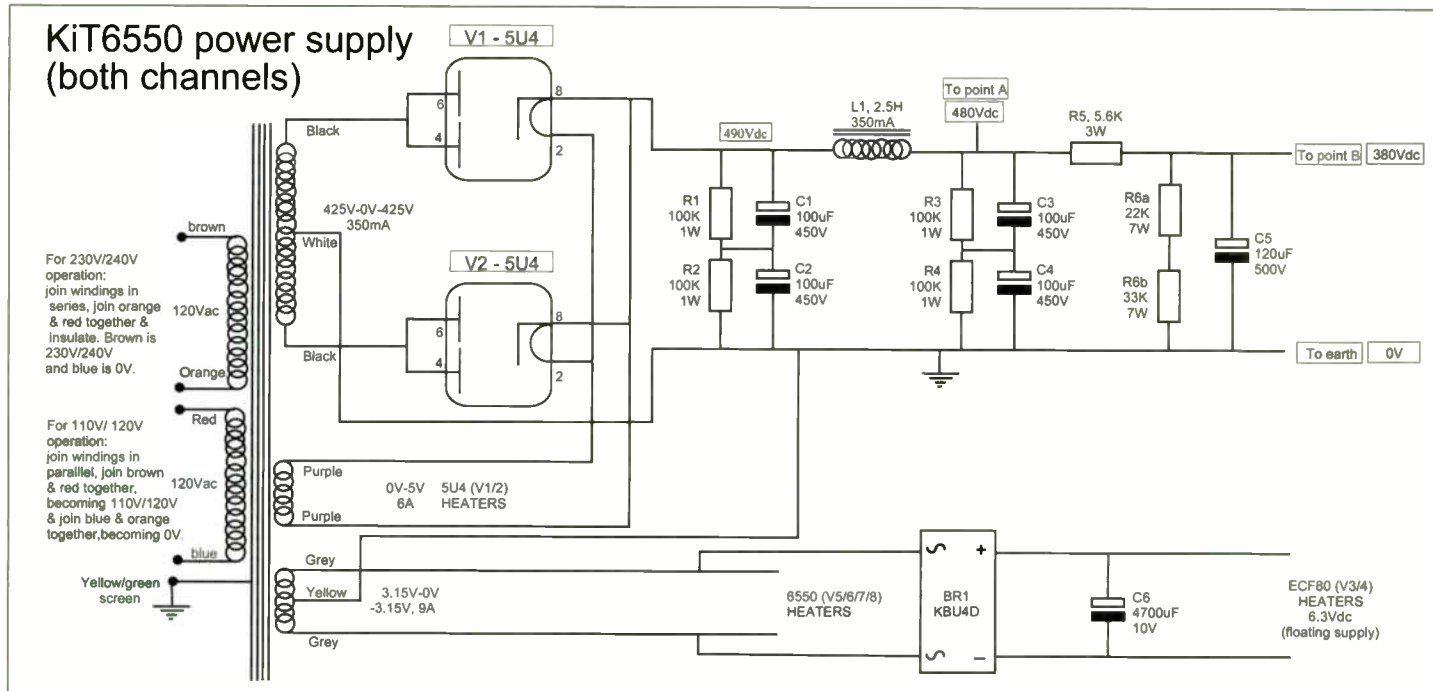 KiT6550 power supply
(both channels)
V1 - 5U4
6
4
8
2
Black
425V-0V-425V
350mA
White
V2 - 5U4
6
4
8
2
Black
brown
For 230V/240V
operation:
join windings in
series, join orange
& red together &
insulate. Brown is
230V/240V
and blue is 0V.
120Vac
Orange
Red
For 110V/ 120V
operation:
join windings in
paralllel, join brown
& red together,
becoming 110V/120V
& join blue & orange
together,becoming 0V.
120Vac
blue
Yellow/green
screen
Purple
0V-5V
6A
5U4 (V1/2)
HEATERS
Purple
Grey
Yellow
3.15V-0V
-3.15V, 9A
Grey
490Vdc
L1, 2.5H
350mA
To point A
480Vdc
R5, 5.6K
3W
To point B
380Vdc
R1
100K
1W
C1
100uF
450V
R2
100K
1W
C2
100uF
450V
R3
100K
1W
C3
100uF
450V
R4
100K
1W
C4
100uF
450V
R6a
22K
7W
R6b
33K
7W
C5
120uF
500V
To earth
0V
6550 (V5/6/7/8)
HEATERS
+
BR1
KBU4D
–
C6
4700uF
10V
ECF80 (V3/4)
HEATERS
6.3Vdc
(floating supply)